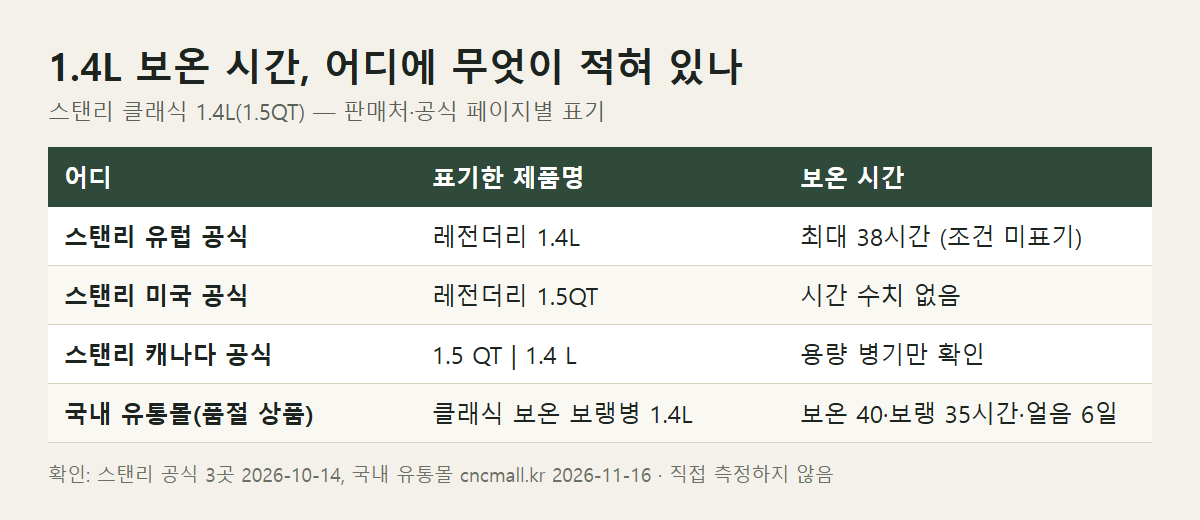 1.4L 보온 시간, 어디에 무엇이 적혀 있나
스탠리 클래식 1.4L(1.5QT) — 판매처·공식 페이지별 표기
어디 표기한 제품명 보온 시간
스탠리 유럽 공식 레전더리 1.4L 최대 38시간 (조건 미표기)
스탠리 미국 공식 레전더리 1.5QT 시간 수치 없음
스탠리 캐나다 공식 1.5 QT | 1.4 L 용량 병기만 확인
국내 유통몰(품절 상품) 클래식 보온 보랭병 1.4L 보온 40·보랭 35시간·얼음 6일
확인: 스탠리 공식 3곳 2026-10-14, 국내 유통몰 cncmall.kr 2026-11-16 · 직접 측정하지 않음